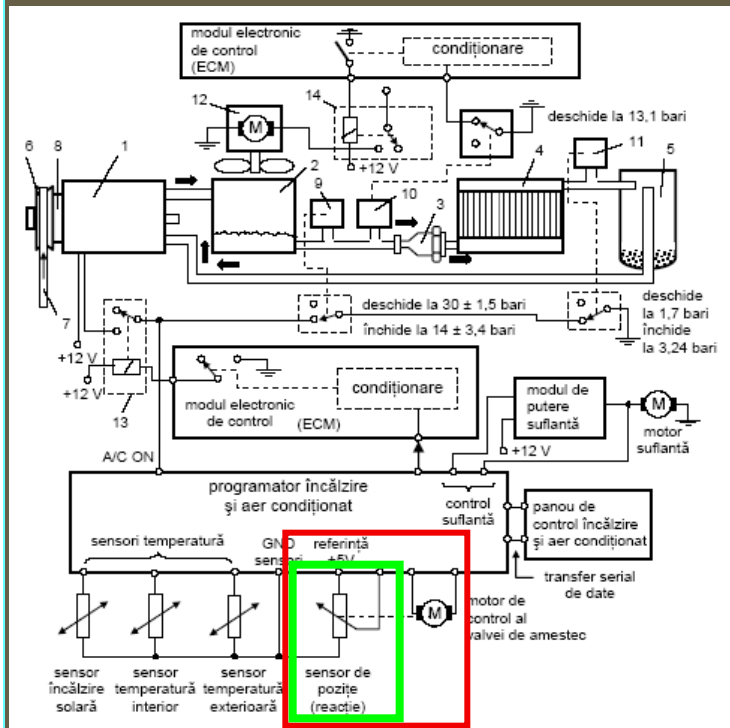 modul electronic
de control
(ECM)
condiționare
12
14
M
+12 V
deschide la 13,1 bari
6
8
1
2
9
10
3
4
11
5
7
deschide la 30 ± 1,5 bari
închide la 14 ± 3,4 bari
deschide
la 1,7 bari
închide
la 3,24 bari
+12 V
+12 V
13
condiționare
modul electronic
de control
(ECM)
modul de
putere
suflantă
M
+12 V
motor
suflantă
A/C ON
programator încălzire
și aer condiționat
control
suflantă
panou de
control încălzire
și aer condiționat
sensori temperatură
GND
sensori
referință
+5V
transfer serial
de date
M
motor de
control al
valvei de amestec
sensor
încălzire
solară
sensor
temperatură
interior
sensor
temperatură
exterioară
sensor de
pozițe
(reacție)